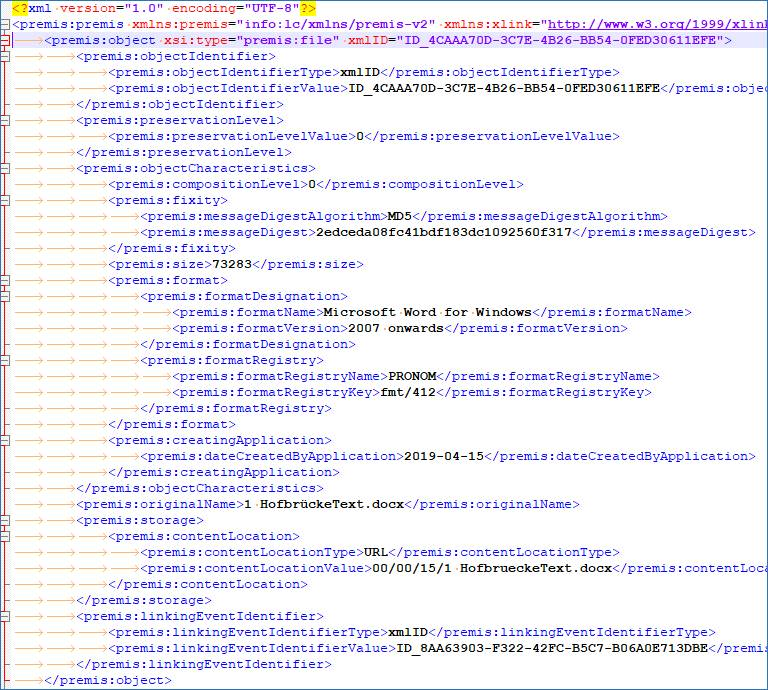 <?xml version="1.0" encoding="UTF-8"?>
<premis:premis xmlns:premis="info:lc/xmlns/premis-v2" xmlns:xlink="http://www.w3.org/1999/xlin
<premis:object xsi:type="premis:file" xmlID="ID_4CAAA70D-3C7E-4B26-BB54-0FED30611EFE">
<premis:objectIdentifier>
<premis:objectIdentifierType>xmlID</premis:objectIdentifierType>
<premis:objectIdentifierValue>ID_4CAAA70D-3C7E-4B26-BB54-0FED30611EFE</premis:objec
</premis:objectIdentifier>
<premis:preservationLevel>
<premis:preservationLevelValue>0</premis:preservationLevelValue>
</premis:preservationLevel>
<premis:objectCharacteristics>
<premis:compositionLevel>0</premis:compositionLevel>
<premis:fixity>
<premis:messageDigestAlgorithm>MD5</premis:messageDigestAlgorithm>
<premis:messageDigest>2edceda08fc41bdf183dc1092560f317</premis:messageDigest>
</premis:fixity>
<premis:size>73283</premis:size>
<premis:format>
<premis:formatDesignation>
<premis:formatName>Microsoft Word for Windows</premis:formatName>
<premis:formatVersion>2007 onwards</premis:formatVersion>
</premis:formatDesignation>
<premis:formatRegistry>
<premis:formatRegistryName>PRONOM</premis:formatRegistryName>
<premis:formatRegistryKey>fmt/412</premis:formatRegistryKey>
</premis:formatRegistry>
</premis:format>
<premis:creatingApplication>
<premis:dateCreatedByApplication>2019-04-15</premis:dateCreatedByApplication>
</premis:creatingApplication>
</premis:objectCharacteristics>
<premis:originalName>1 HofbrückeText.docx</premis:originalName>
<premis:storage>
<premis:contentLocation>
<premis:contentLocationType>URL</premis:contentLocationType>
<premis:contentLocationValue>00/00/15/1 HofbrueckeText.docx</premis:contentLoca
</premis:contentLocation>
</premis:storage>
<premis:linkingEventIdentifier>
<premis:linkingEventIdentifierType>xmlID</premis:linkingEventIdentifierType>
<premis:linkingEventIdentifierValue>ID_8AA63903-F322-42FC-B5C7-B06A0E713DBE</premis
</premis:linkingEventIdentifier>
</premis:object>